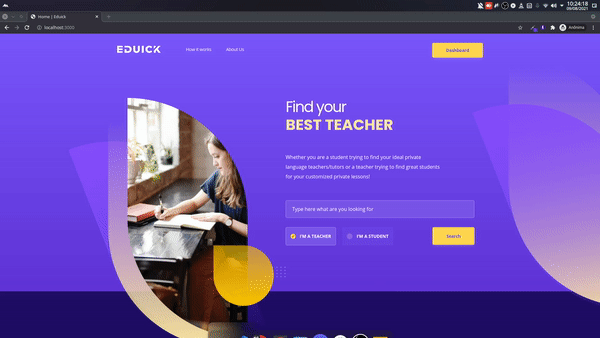 10:24:18
09/08/2021
Home | Eduick
localhost:3000
Anônima
EDUICK
How it works
About Us
Dashboard
Find your
BEST TEACHER
Whether you are a student trying to find your ideal private
language teachers/tutors or a teacher trying to find great students
for your customized private lessons!
Type here what are you looking for
I'M A TEACHER
I'M A STUDENT
Search